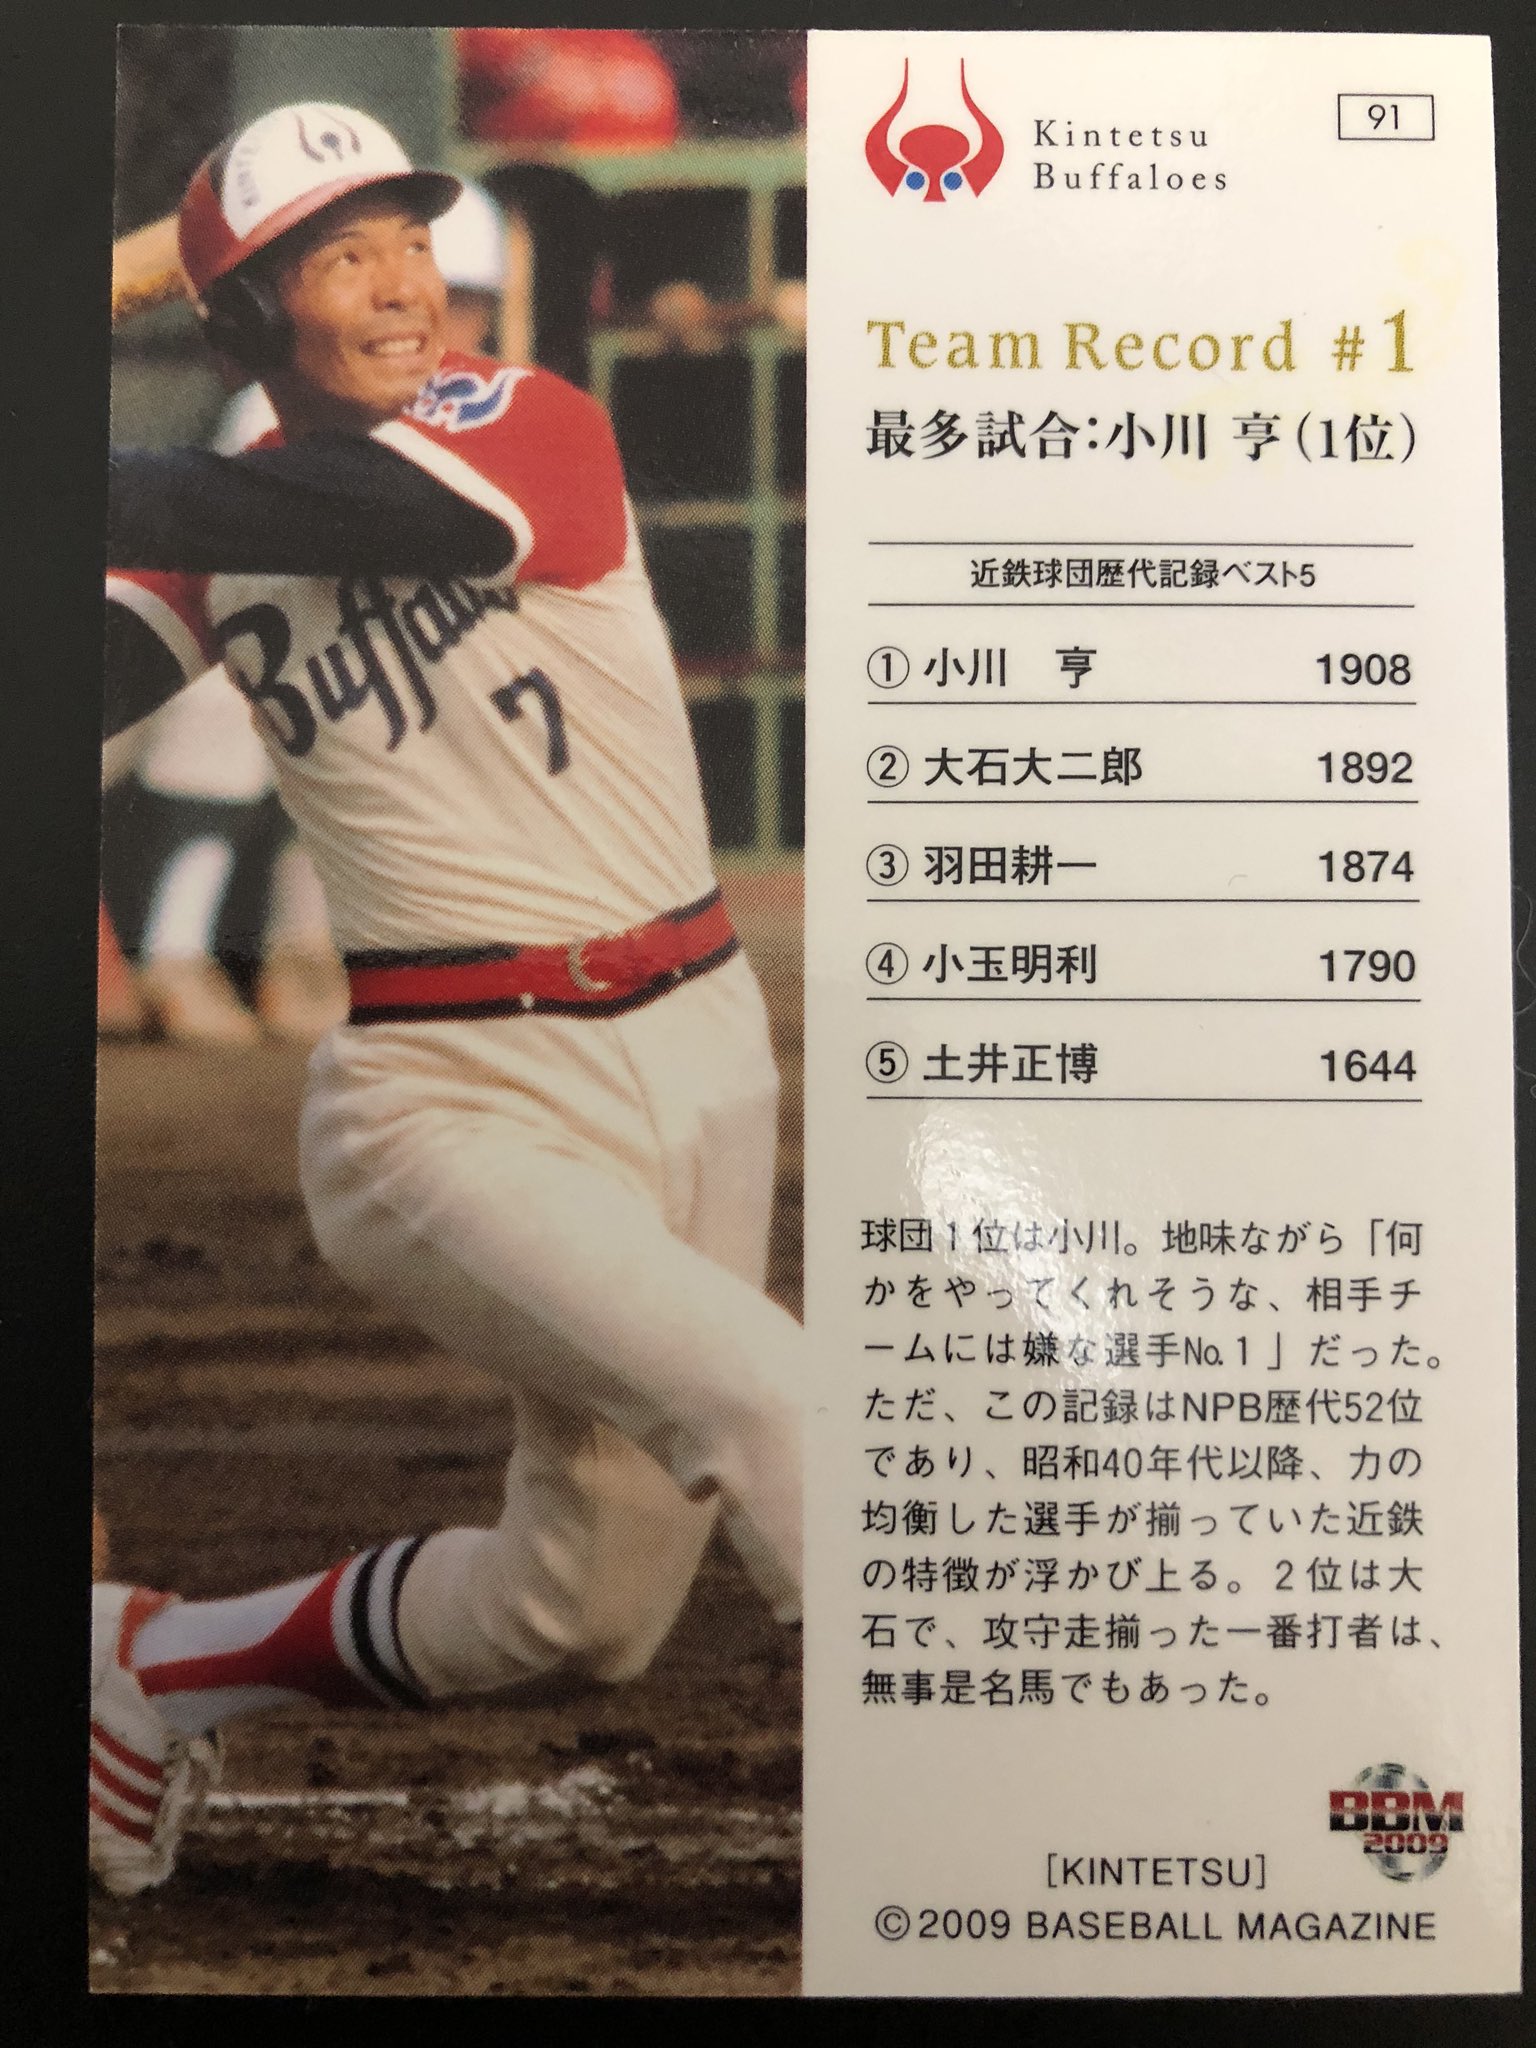 KINTE
Buffaloes
7
Kintetsu
Buffaloes
91
Team Record #1
最多試合:小川 亨(1位)
近鉄球団歴代記録ベスト5
① 小川 亨 1908
② 大石大二郎 1892
③ 羽田耕一 1874
④ 小玉明利 1790
⑤ 土井正博 1644
球団1位は小川。地味ながら「何
かをやってくれそうな、相手チ
ームには嫌な選手No.1」だった。
ただ、この記録はNPB歴代52位
であり、昭和40年代以降、力の
均衡した選手が揃っていた近鉄
の特徴が浮かび上る。2位は大
石で、攻守走揃った一番打者は、
無事是名馬でもあった。
BBM
2009
[KINTETSU]
©2009 BASEBALL MAGAZINE